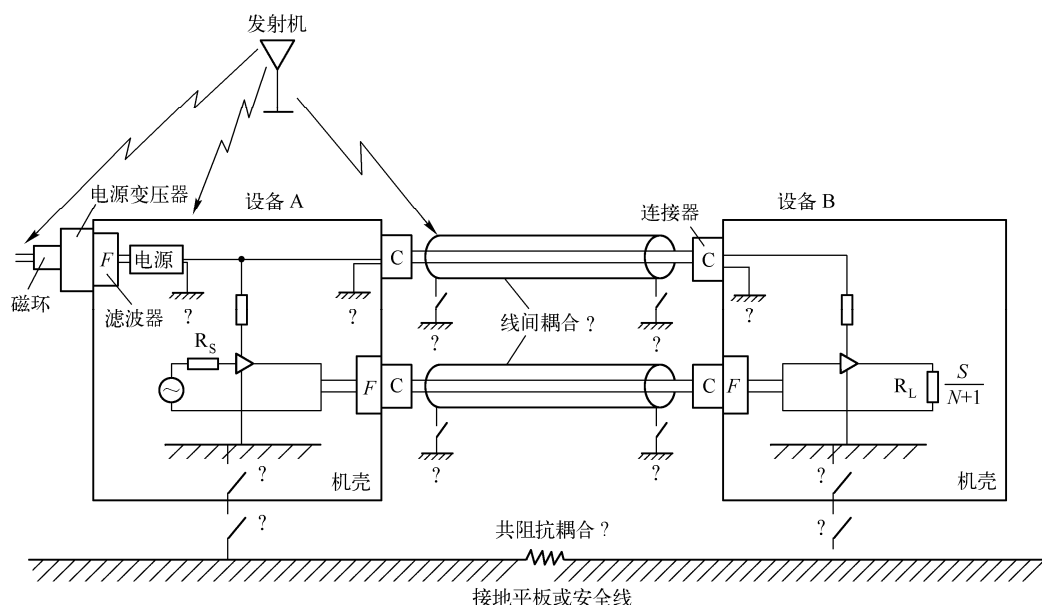 发射机
电源变压器
设备 A
连接器
设备 B
F
电源
C
C
磁环
滤波器
?
?
?
线间耦合 ?
?
?
R_S
F
C
C
F
R_L
S/N+1
?
?
机壳
机壳
?
?
?
?
共阻抗耦合 ?
接地平板或安全线